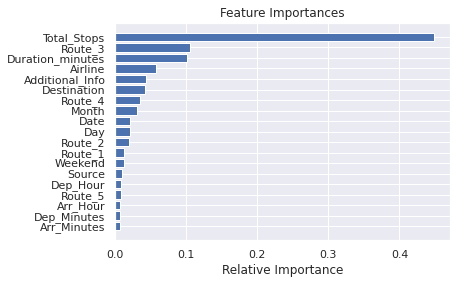 Feature Importances
Total_Stops
Route_3
Duration_minutes
Airline
Additional_Info
Destination
Route_4
Month
Date
Day
Route_2
Route_1
Weekend
Source
Dep_Hour
Route_5
Arr_Hour
Dep_Minutes
Arr_Minutes
0.0 0.1 0.2 0.3 0.4
Relative Importance